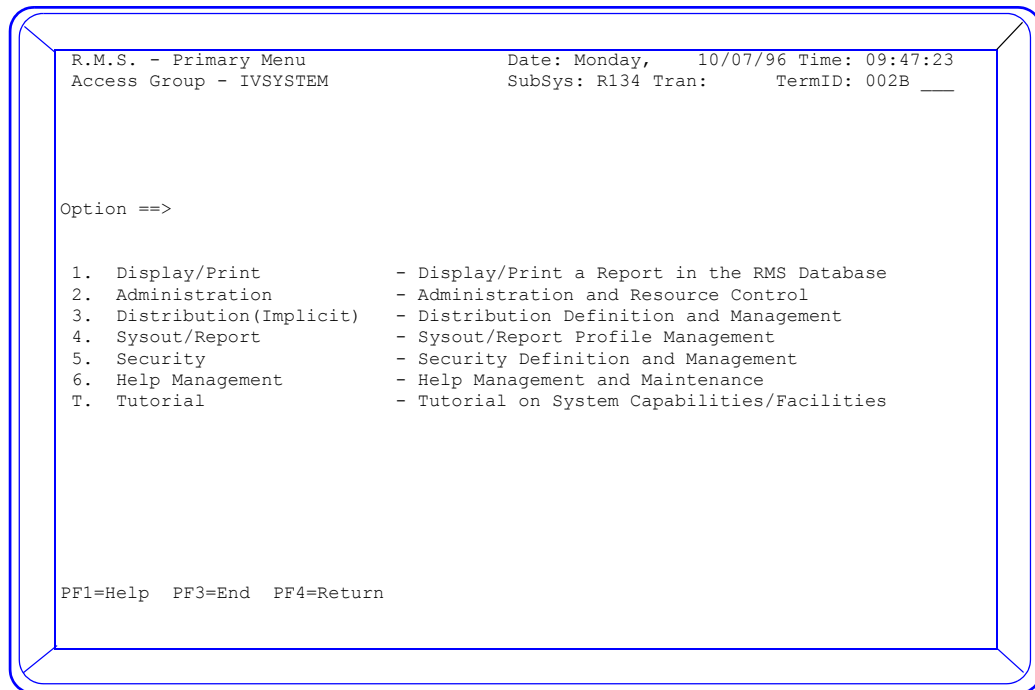 R.M.S. - Primary Menu Date: Monday, 10/07/96 Time: 09:47:23
Access Group - IVSYSTEM SubSys: R134 Tran: TermID: 002B ___
Option ==>
1. Display/Print - Display/Print a Report in the RMS Database
2. Administration - Administration and Resource Control
3. Distribution(Implicit) - Distribution Definition and Management
4. Sysout/Report - Sysout/Report Profile Management
5. Security - Security Definition and Management
6. Help Management - Help Management and Maintenance
T. Tutorial - Tutorial on System Capabilities/Facilities
PF1=Help PF3=End PF4=Return